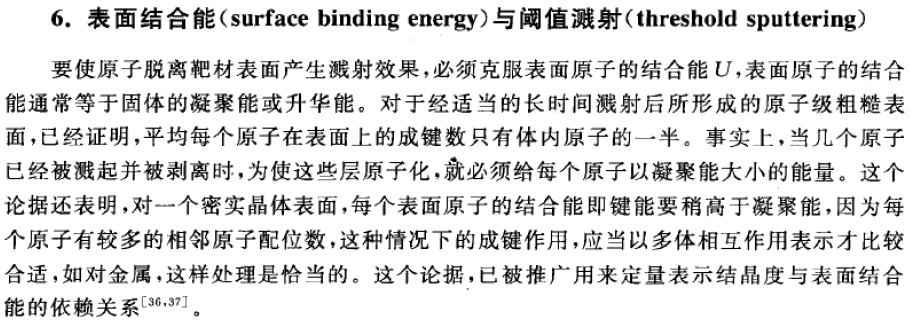 6. 表面结合能(surface binding energy)与阈值溅射(threshold sputtering)
要使原子脱离靶材表面产生溅射效果,必须克服表面原子的结合能U,表面原子的结合
能通常等于固体的凝聚能或升华能。对于经适当的长时间溅射后所形成的原子级粗糙表
面,已经证明,平均每个原子在表面上的成键数只有体内原子的一半。事实上,当几个原子
已经被溅起并被剥离时,为使这些层原子化,就必须给每个原子以凝聚能大小的能量。这个
论据还表明,对一个密实晶体表面,每个表面原子的结合能即键能要稍高于凝聚能,因为每
个原子有较多的相邻原子配位数,这种情况下的成键作用,应当以多体相互作用表示才比较
合适,如对金属,这样处理是恰当的。这个论据,已被推广用来定量表示结晶度与表面结合
能的依赖关系[36,37]。